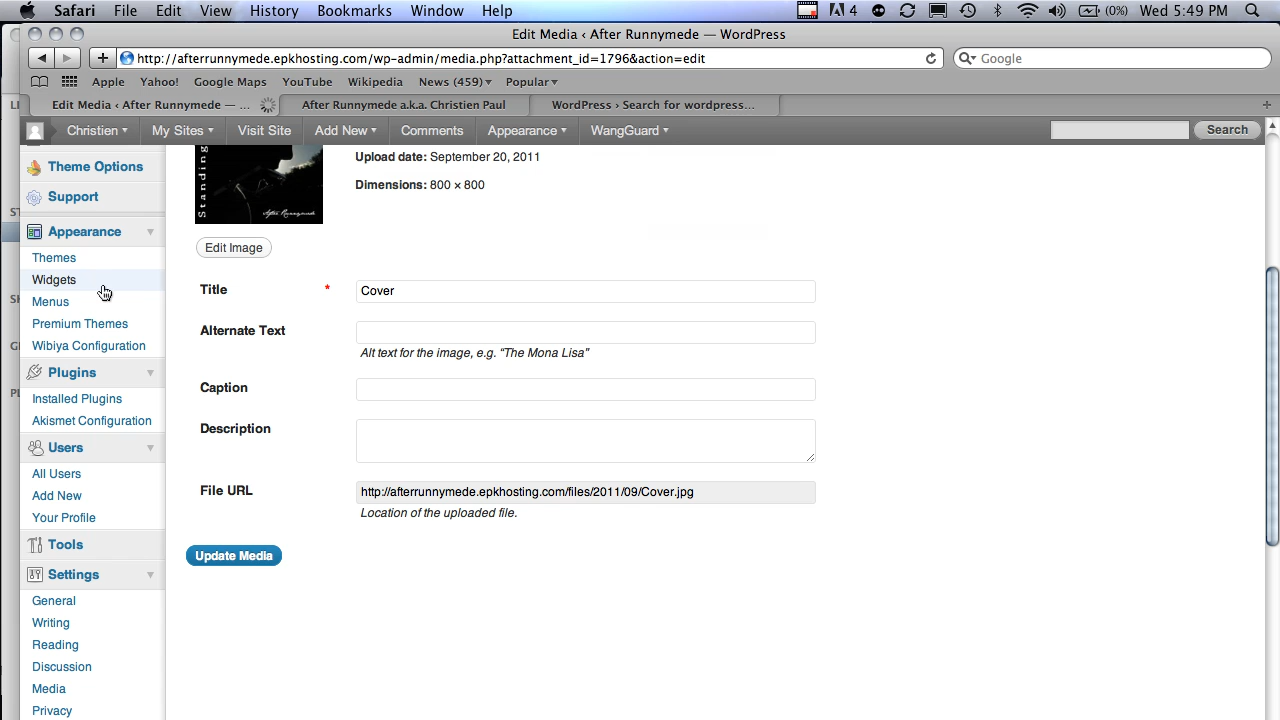 Safari File Edit View History Bookmarks Window Help 4 (0%) Wed 5:49 PM
Edit Media ‹ After Runnymede — WordPress
http://afterrunnymede.epkhosting.com/wp-admin/media.php?attachment_id=1796&action=edit Google
Apple Yahoo! Google Maps YouTube Wikipedia News (459) Popular
Edit Media ‹ After Runnymede — ... After Runnymede a.k.a. Christien Paul WordPress › Search for wordpress...
Christien My Sites Visit Site Add New Comments Appearance WangGuard Search
Theme Options
Support
Appearance
Themes
Widgets
Menus
Premium Themes
Wibiya Configuration
Plugins
Installed Plugins
Akismet Configuration
Users
All Users
Add New
Your Profile
Tools
Settings
General
Writing
Reading
Discussion
Media
Privacy
Standing
After Runnymede
Upload date: September 20, 2011
Dimensions: 800 × 800
Edit Image
Title * Cover
Alternate Text
Alt text for the image, e.g. "The Mona Lisa"
Caption
Description
File URL http://afterrunnymede.epkhosting.com/files/2011/09/Cover.jpg
Location of the uploaded file.
Update Media